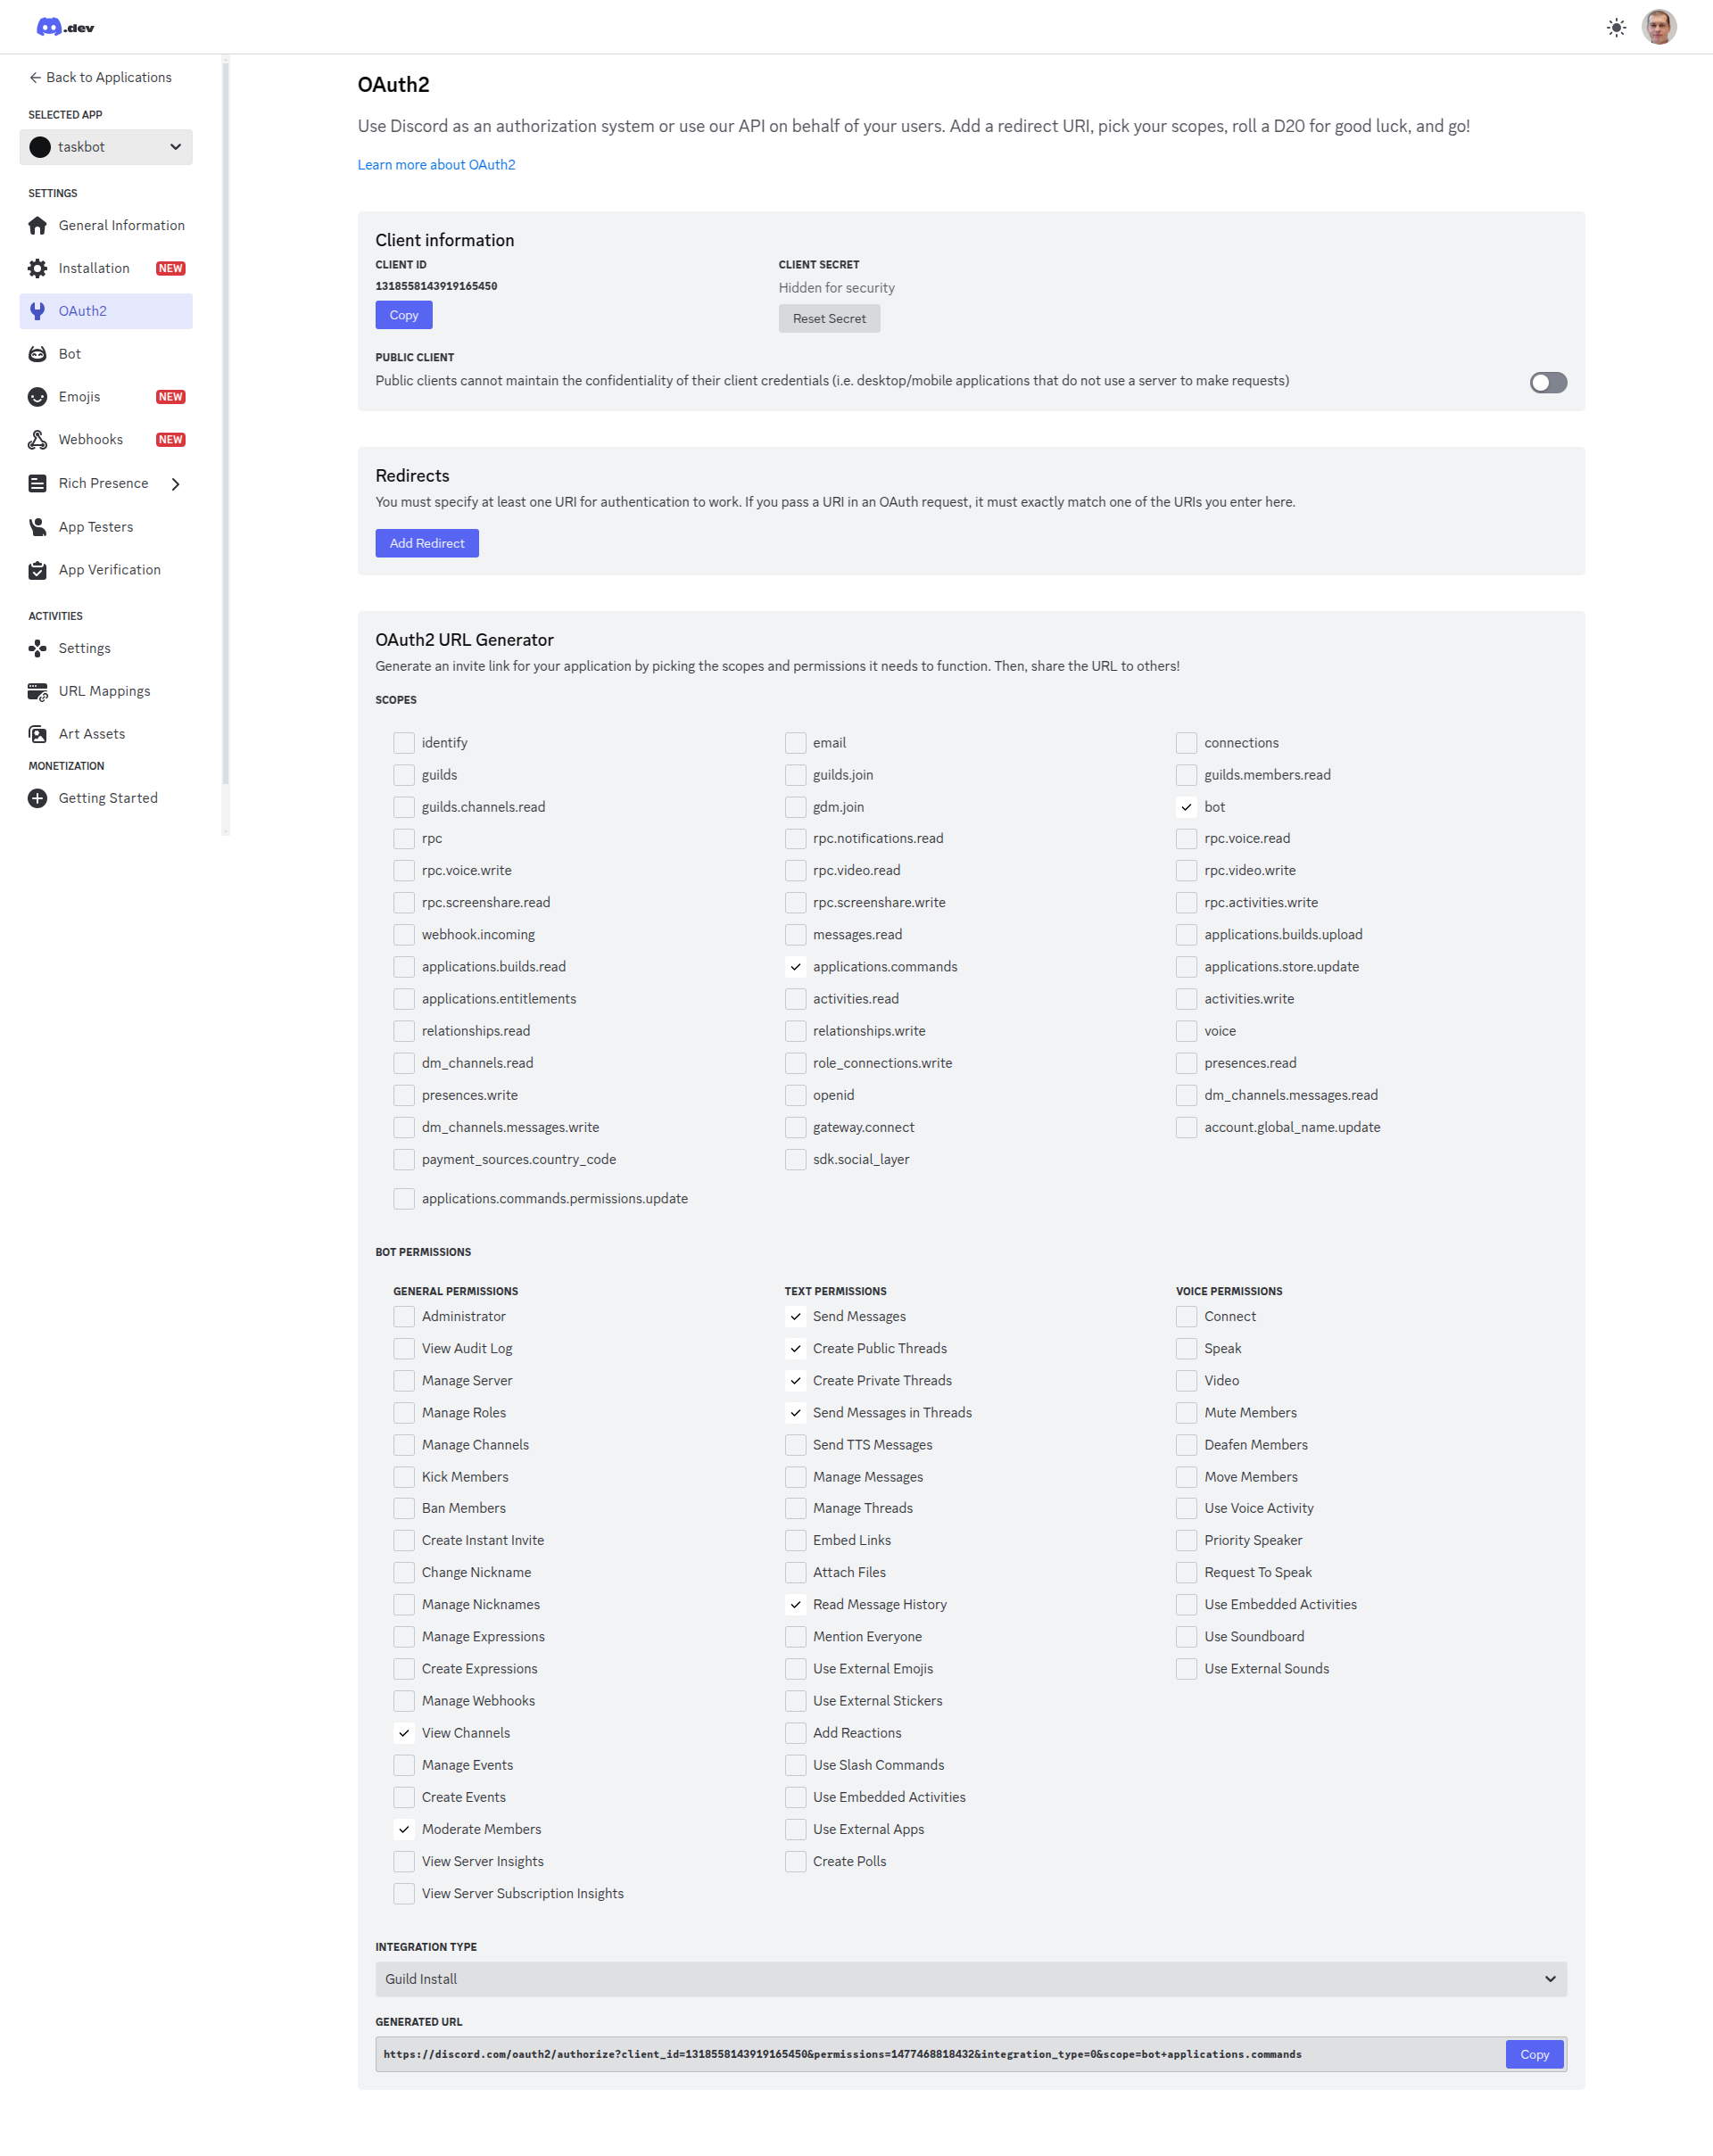 .dev
Back to Applications
SELECTED APP
taskbot
SETTINGS
General Information
Installation NEW
OAuth2
Bot
Emojis NEW
Webhooks NEW
Rich Presence
App Testers
App Verification
ACTIVITIES
Settings
URL Mappings
Art Assets
MONETIZATION
Getting Started
OAuth2
Use Discord as an authorization system or use our API on behalf of your users. Add a redirect URI, pick your scopes, roll a D20 for good luck, and go!
Learn more about OAuth2
Client information
CLIENT ID
1318558143919165450
Copy
CLIENT SECRET
Hidden for security
Reset Secret
PUBLIC CLIENT
Public clients cannot maintain the confidentiality of their client credentials (i.e. desktop/mobile applications that do not use a server to make requests)
Redirects
You must specify at least one URI for authentication to work. If you pass a URI in an OAuth request, it must exactly match one of the URIs you enter here.
Add Redirect
OAuth2 URL Generator
Generate an invite link for your application by picking the scopes and permissions it needs to function. Then, share the URL to others!
SCOPES
identify email connections
guilds guilds.join guilds.members.read
guilds.channels.read gdm.join bot
rpc rpc.notifications.read rpc.voice.read
rpc.voice.write rpc.video.read rpc.video.write
rpc.screenshare.read rpc.screenshare.write rpc.activities.write
webhook.incoming messages.read applications.builds.upload
applications.builds.read applications.commands applications.store.update
applications.entitlements activities.read activities.write
relationships.read relationships.write voice
dm_channels.read role_connections.write presences.read
presences.write openid dm_channels.messages.read
dm_channels.messages.write gateway.connect account.global_name.update
payment_sources.country_code sdk.social_layer
applications.commands.permissions.update
BOT PERMISSIONS
GENERAL PERMISSIONS
Administrator
View Audit Log
Manage Server
Manage Roles
Manage Channels
Kick Members
Ban Members
Create Instant Invite
Change Nickname
Manage Nicknames
Manage Expressions
Create Expressions
Manage Webhooks
View Channels
Manage Events
Create Events
Moderate Members
View Server Insights
View Server Subscription Insights
TEXT PERMISSIONS
Send Messages
Create Public Threads
Create Private Threads
Send Messages in Threads
Send TTS Messages
Manage Messages
Manage Threads
Embed Links
Attach Files
Read Message History
Mention Everyone
Use External Emojis
Use External Stickers
Add Reactions
Use Slash Commands
Use Embedded Activities
Use External Apps
Create Polls
VOICE PERMISSIONS
Connect
Speak
Video
Mute Members
Deafen Members
Move Members
Use Voice Activity
Priority Speaker
Request To Speak
Use Embedded Activities
Use Soundboard
Use External Sounds
INTEGRATION TYPE
Guild Install
GENERATED URL
https://discord.com/oauth2/authorize?client_id=1318558143919165450&permissions=1477468818432&integration_type=0&scope=bot+applications.commands
Copy